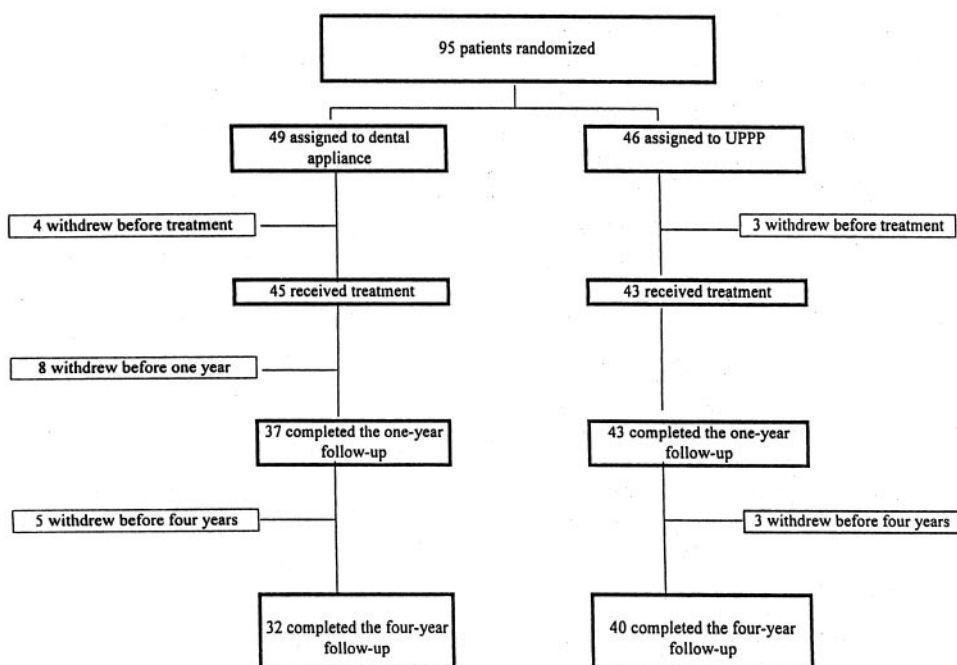 95 patients randomized
49 assigned to dental
appliance
46 assigned to UPPP
4 withdrew before treatment
3 withdrew before treatment
45 received treatment
43 received treatment
8 withdrew before one year
37 completed the one-year
follow-up
43 completed the one-year
follow-up
5 withdrew before four years
3 withdrew before four years
32 completed the four-year
follow-up
40 completed the four-year
follow-up